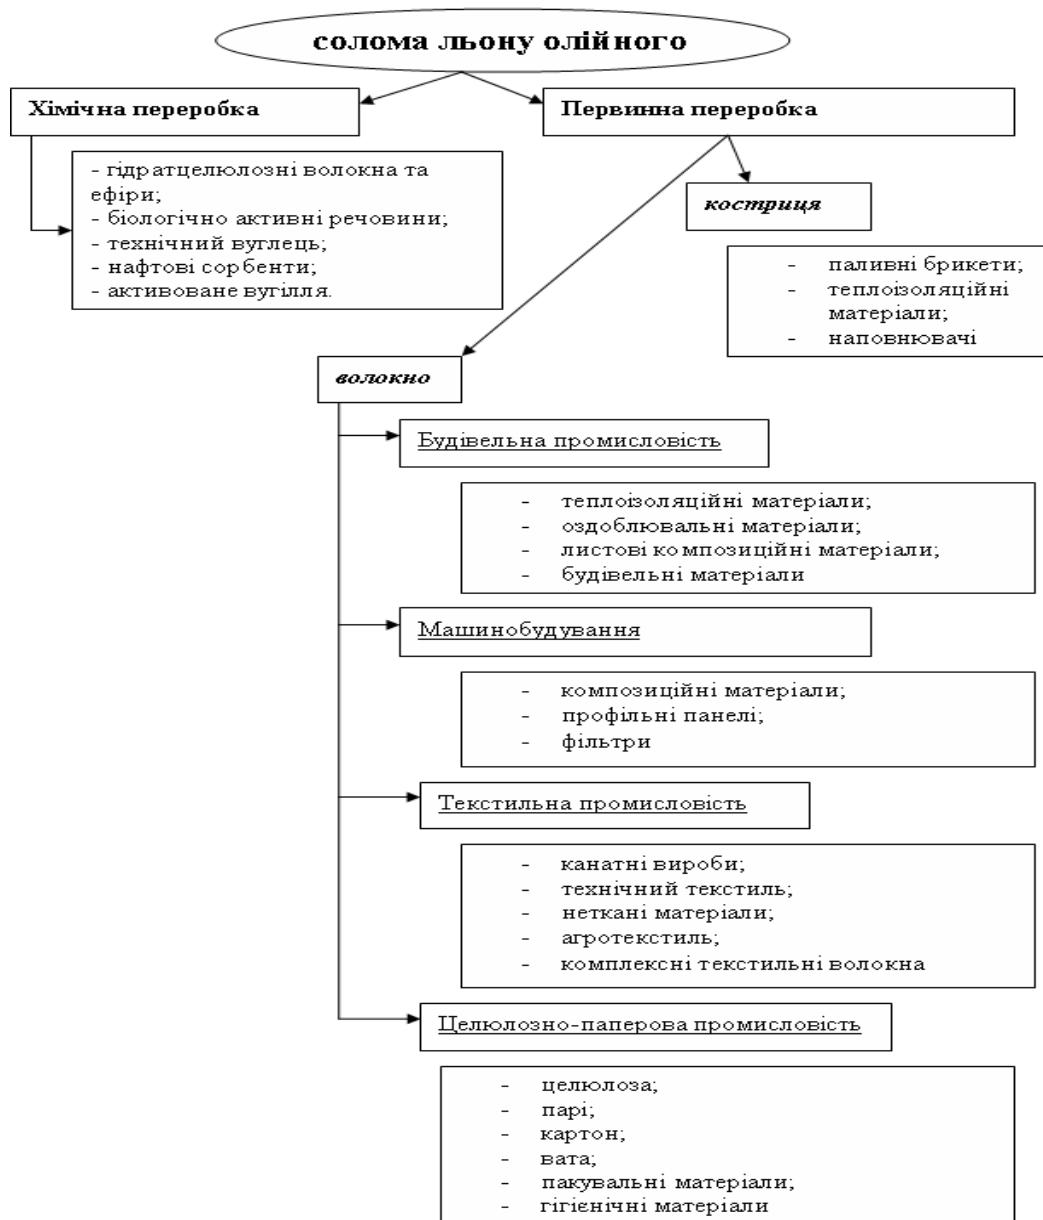 солома льону олійного
Хімічна переробка
Первинна переробка
- гідратцелюлозні волокна та
ефіри;
- біологічно активні речовини;
- технічний вуглець;
- нафтові сорбенти;
- активоване вугілля.
костриця
- паливні брикети;
- теплоізоляційні
матеріали;
- наповнювачі
волокно
Будівельна промисловість
- теплоізоляційні матеріали;
- оздоблювальні матеріали;
- листові композиційні матеріали;
- будівельні матеріали
Машинобудування
- композиційні матеріали;
- профільні панелі;
- фільтри
Текстильна промисловість
- канатні вироби;
- технічний текстиль;
- неткані матеріали;
- агротекстиль;
- комплексні текстильні волокна
Целюлозно-паперова промисловість
- целюлоза;
- парі;
- картон;
- вата;
- пакувальні матеріали;
- гігієнічні матеріали